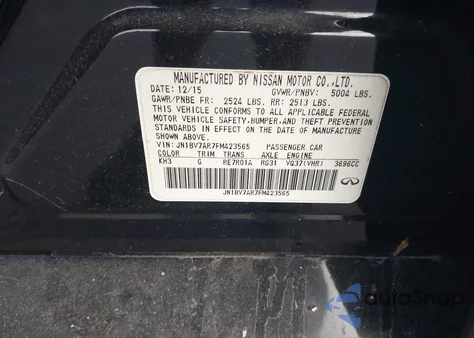 MANUFACTURED BY NISSAN MOTOR CO.,LTD.
DATE: 12/15 GVWR/PNBV: 5004 LBS.
GAWR/PNBE FR: 2524 LBS. RR: 2513 LBS.
THIS VEHICLE CONFORMS TO ALL APPLICABLE FEDERAL
MOTOR VEHICLE SAFETY,BUMPER,AND THEFT PREVENTION
STANDARDS IN EFFECT ON THE DATE OF MANUFACTURE
SHOWN ABOVE.
VIN: JN1BV7AR7FM423565 PASSENGER CAR
COLOR TRIM TRANS AXLE ENGINE
KH3 G RE7R01A RG31 VQ37(VHR) 3696CC
JN1BV7AR7FM423565
autoSnap